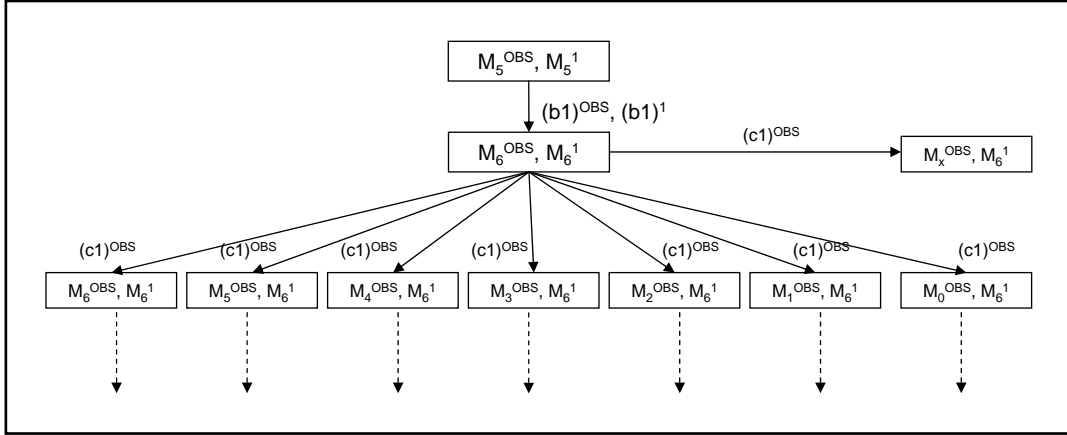 M₅ᴼᴮˢ, M₅¹
(b1)ᴼᴮˢ, (b1)¹
(c1)ᴼᴮˢ
M₆ᴼᴮˢ, M₆¹
Mₓᴼᴮˢ, M₆¹
(c1)ᴼᴮˢ (c1)ᴼᴮˢ (c1)ᴼᴮˢ (c1)ᴼᴮˢ (c1)ᴼᴮˢ (c1)ᴼᴮˢ (c1)ᴼᴮˢ
M₆ᴼᴮˢ, M₆¹ M₅ᴼᴮˢ, M₆¹ M₄ᴼᴮˢ, M₆¹ M₃ᴼᴮˢ, M₆¹ M₂ᴼᴮˢ, M₆¹ M₁ᴼᴮˢ, M₆¹ M₀ᴼᴮˢ, M₆¹